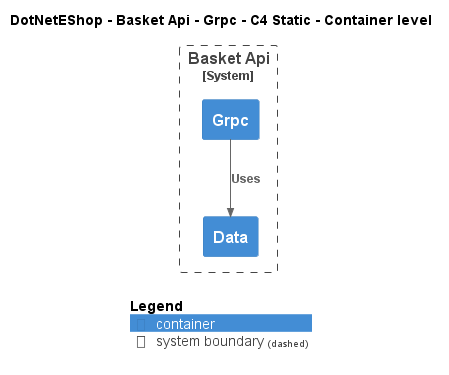 DotNetEShop - Basket Api - Grpc - C4 Static - Container level
Basket Api
[System]
Grpc
Uses
Data
Legend
container
system boundary (dashed)